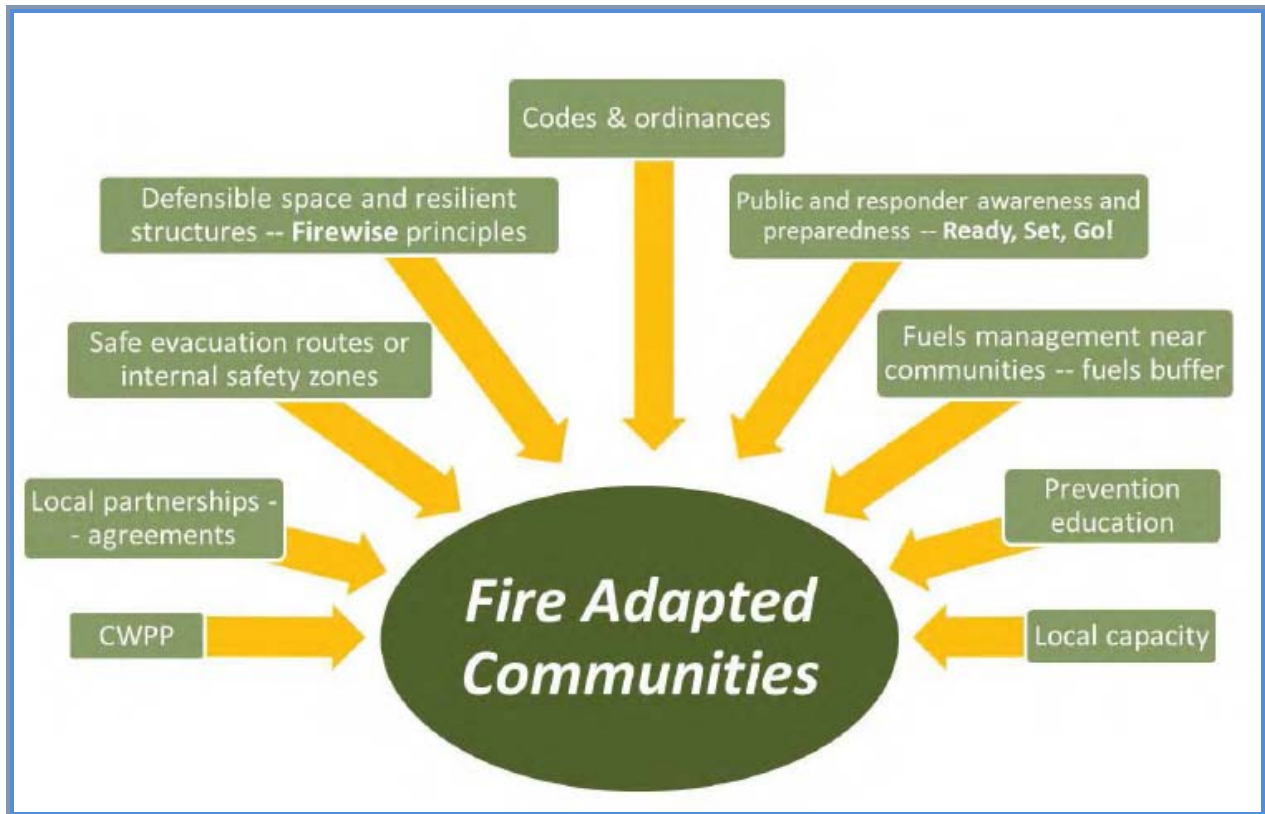 Codes & ordinances
Defensible space and resilient
structures -- Firewise principles
Public and responder awareness and
preparedness -- Ready, Set, Go!
Safe evacuation routes or
internal safety zones
Fuels management near
communities -- fuels buffer
Local partnerships -
- agreements
Prevention
education
CWPP
Local capacity
Fire Adapted
Communities